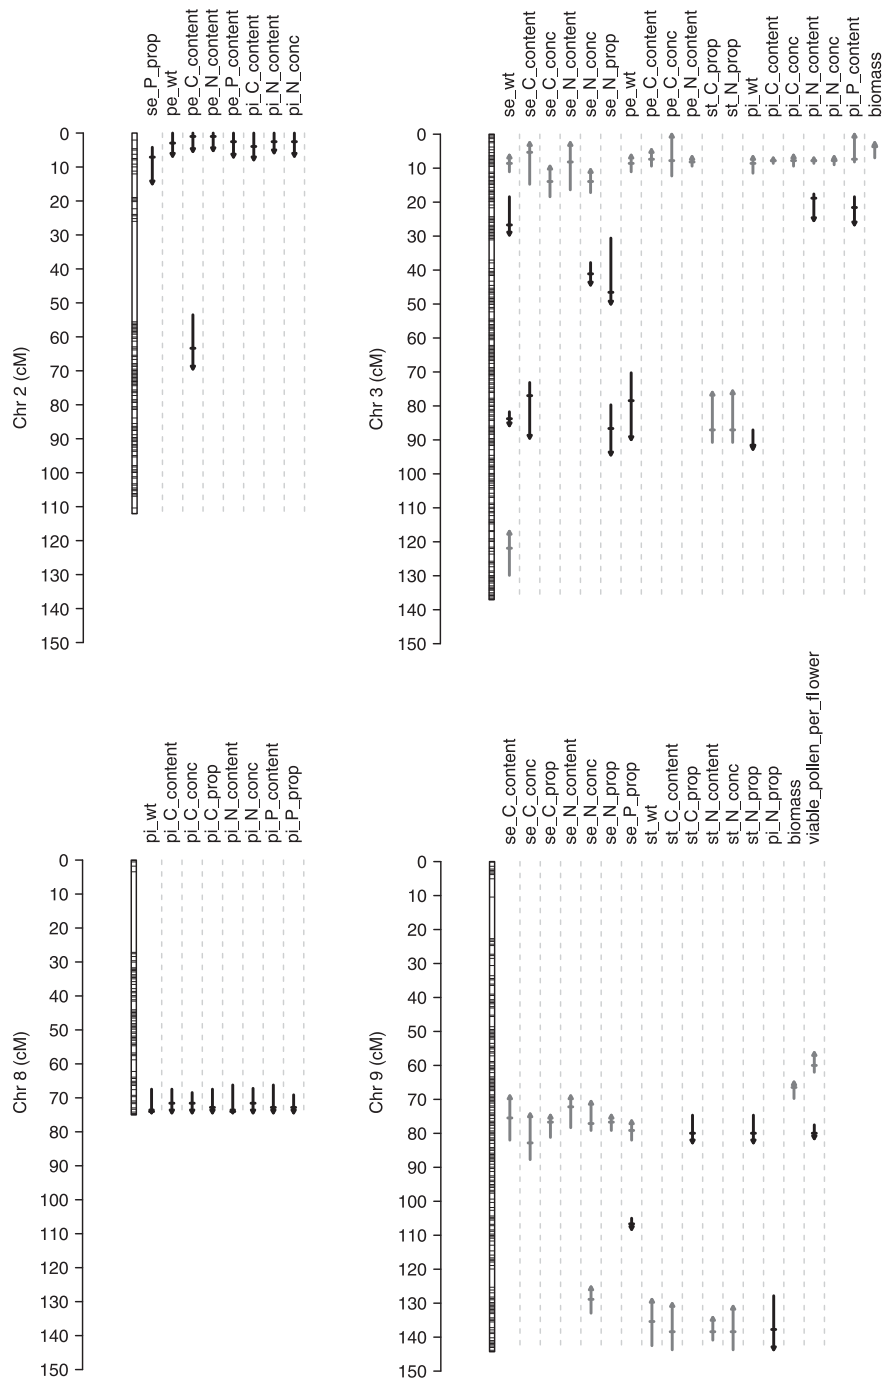 se_P_prop
pe_wt
pe_C_content
pe_N_content
pe_P_content
pi_C_content
pi_N_content
pi_N_conc
0
10
20
30
40
50
60
70
80
90
100
110
120
130
140
150
Chr 2 (cM)
se_wt
se_C_content
se_C_conc
se_N_content
se_N_conc
se_N_prop
pe_wt
pe_C_content
pe_C_conc
pe_N_content
st_C_prop
st_N_prop
pi_wt
pi_C_content
pi_C_conc
pi_N_content
pi_N_conc
pi_P_content
biomass
0
10
20
30
40
50
60
70
80
90
100
110
120
130
140
150
Chr 3 (cM)
pi_wt
pi_C_content
pi_C_conc
pi_C_prop
pi_N_content
pi_N_conc
pi_P_content
pi_P_prop
0
10
20
30
40
50
60
70
80
90
100
110
120
130
140
150
Chr 8 (cM)
se_C_content
se_C_conc
se_C_prop
se_N_content
se_N_conc
se_N_prop
se_P_prop
st_wt
st_C_content
st_C_prop
st_N_content
st_N_conc
st_N_prop
pi_N_prop
biomass
viable_pollen_per_flower
0
10
20
30
40
50
60
70
80
90
100
110
120
130
140
150
Chr 9 (cM)